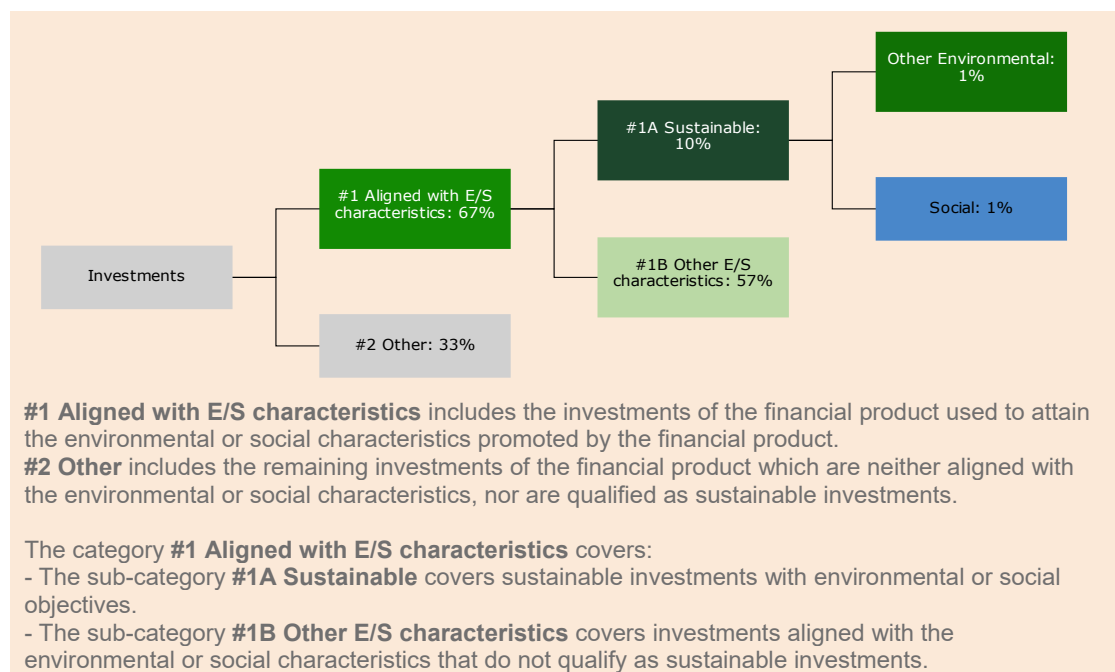 Other Environmental:
1%
#1A Sustainable:
10%
#1 Aligned with E/S
characteristics: 67%
Social: 1%
Investments
#1B Other E/S
characteristics: 57%
#2 Other: 33%
#1 Aligned with E/S characteristics includes the investments of the financial product used to attain
the environmental or social characteristics promoted by the financial product.
#2 Other includes the remaining investments of the financial product which are neither aligned with
the environmental or social characteristics, nor are qualified as sustainable investments.
The category #1 Aligned with E/S characteristics covers:
- The sub-category #1A Sustainable covers sustainable investments with environmental or social
objectives.
- The sub-category #1B Other E/S characteristics covers investments aligned with the
environmental or social characteristics that do not qualify as sustainable investments.